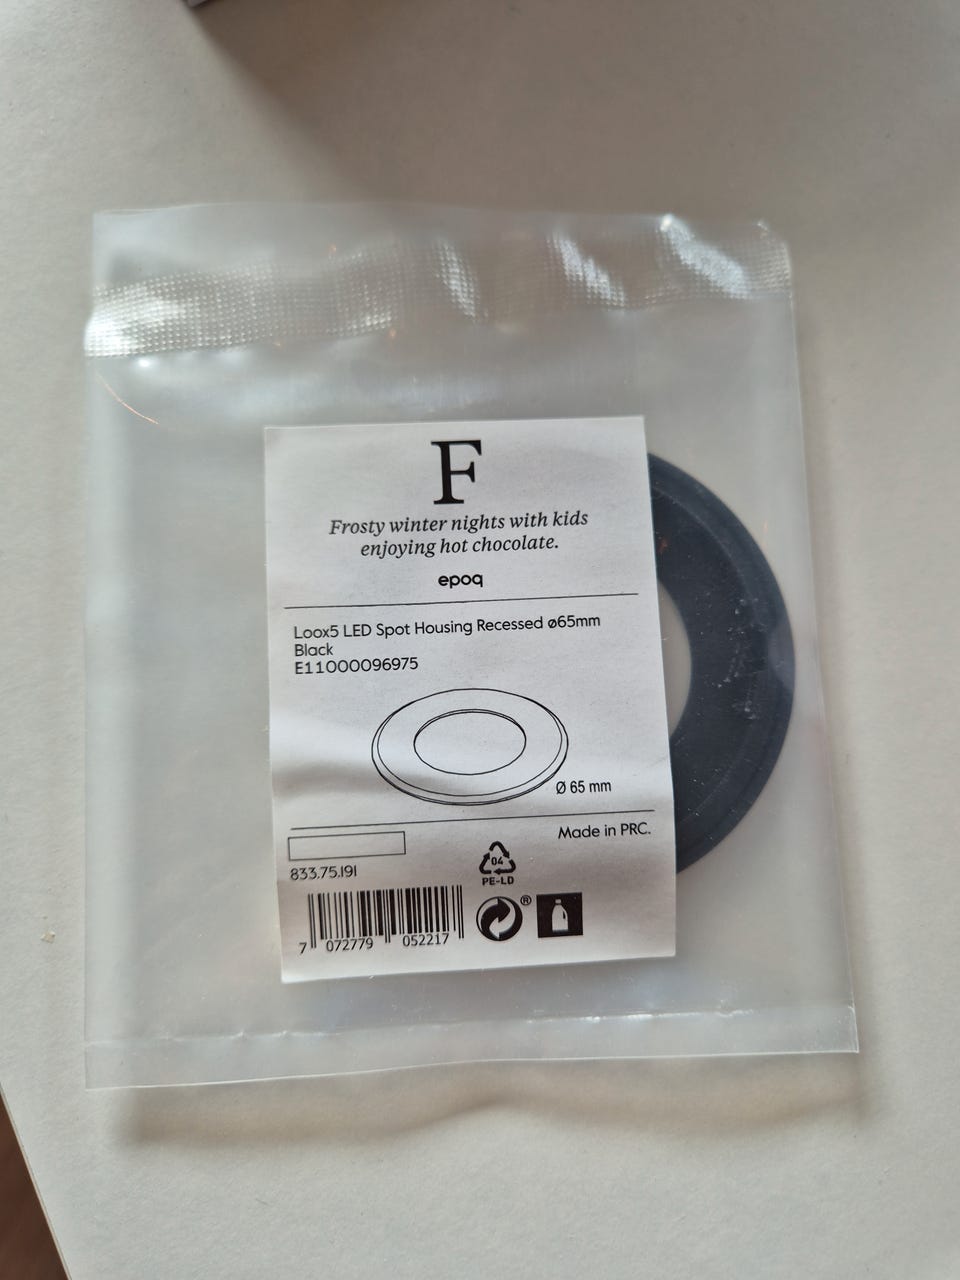 F
Frosty winter nights with kids
enjoying hot chocolate.
epoq
Loox5 LED Spot Housing Recessed ø65mm
Black
E11000096975
Ø 65 mm
Made in PRC.
833.75.191
04
PE-LD
®
7 072779 052217